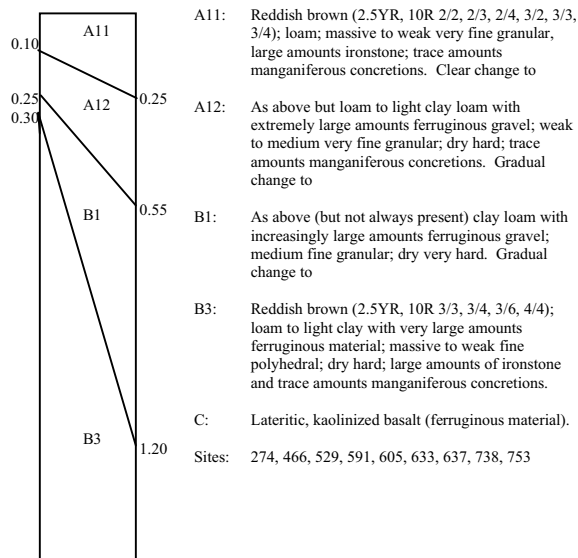 A11
0.10
0.25
A12
0.25
0.30
0.55
B1
B3
1.20
A11: Reddish brown (2.5YR, 10R 2/2, 2/3, 2/4, 3/2, 3/3,
3/4); loam; massive to weak very fine granular,
large amounts ironstone; trace amounts
manganiferous concretions. Clear change to
A12: As above but loam to light clay loam with
extremely large amounts ferruginous gravel; weak
to medium very fine granular; dry hard; trace
amounts manganiferous concretions. Gradual
change to
B1: As above (but not always present) clay loam with
increasingly large amounts ferruginous gravel;
medium fine granular; dry very hard. Gradual
change to
B3: Reddish brown (2.5YR, 10R 3/3, 3/4, 3/6, 4/4);
loam to light clay with very large amounts
ferruginous material; massive to weak fine
polyhedral; dry hard; large amounts of ironstone
and trace amounts manganiferous concretions.
C: Lateritic, kaolinized basalt (ferruginous material).
Sites: 274, 466, 529, 591, 605, 633, 637, 738, 753